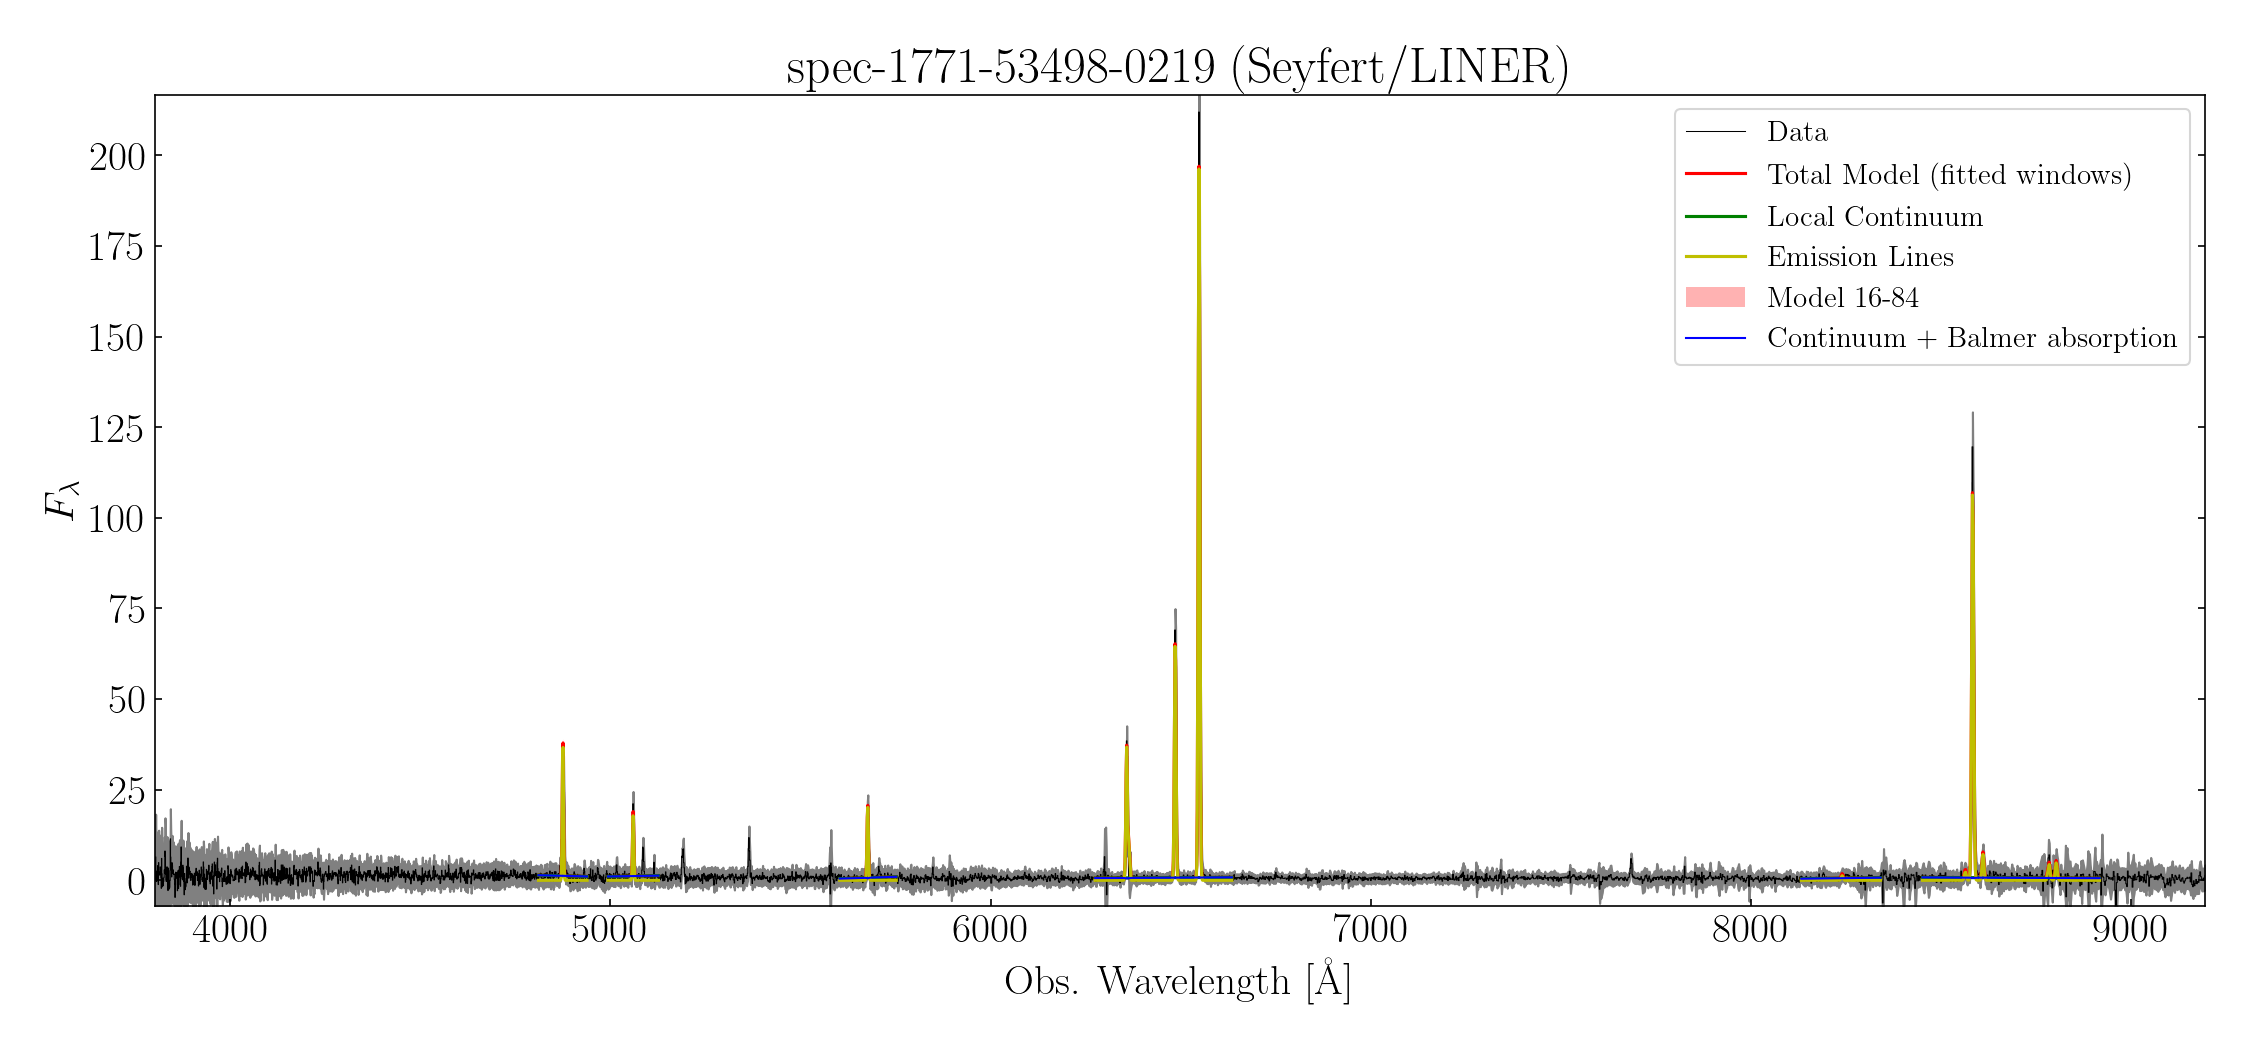 spec-1771-53498-0219 (Seyfert/LINER)
Data
Total Model (fitted windows)
Local Continuum
Emission Lines
Model 16-84
Continuum + Balmer absorption
200
175
150
125
100
75
50
25
0
Fλ
4000 5000 6000 7000 8000 9000
Obs. Wavelength [Å]